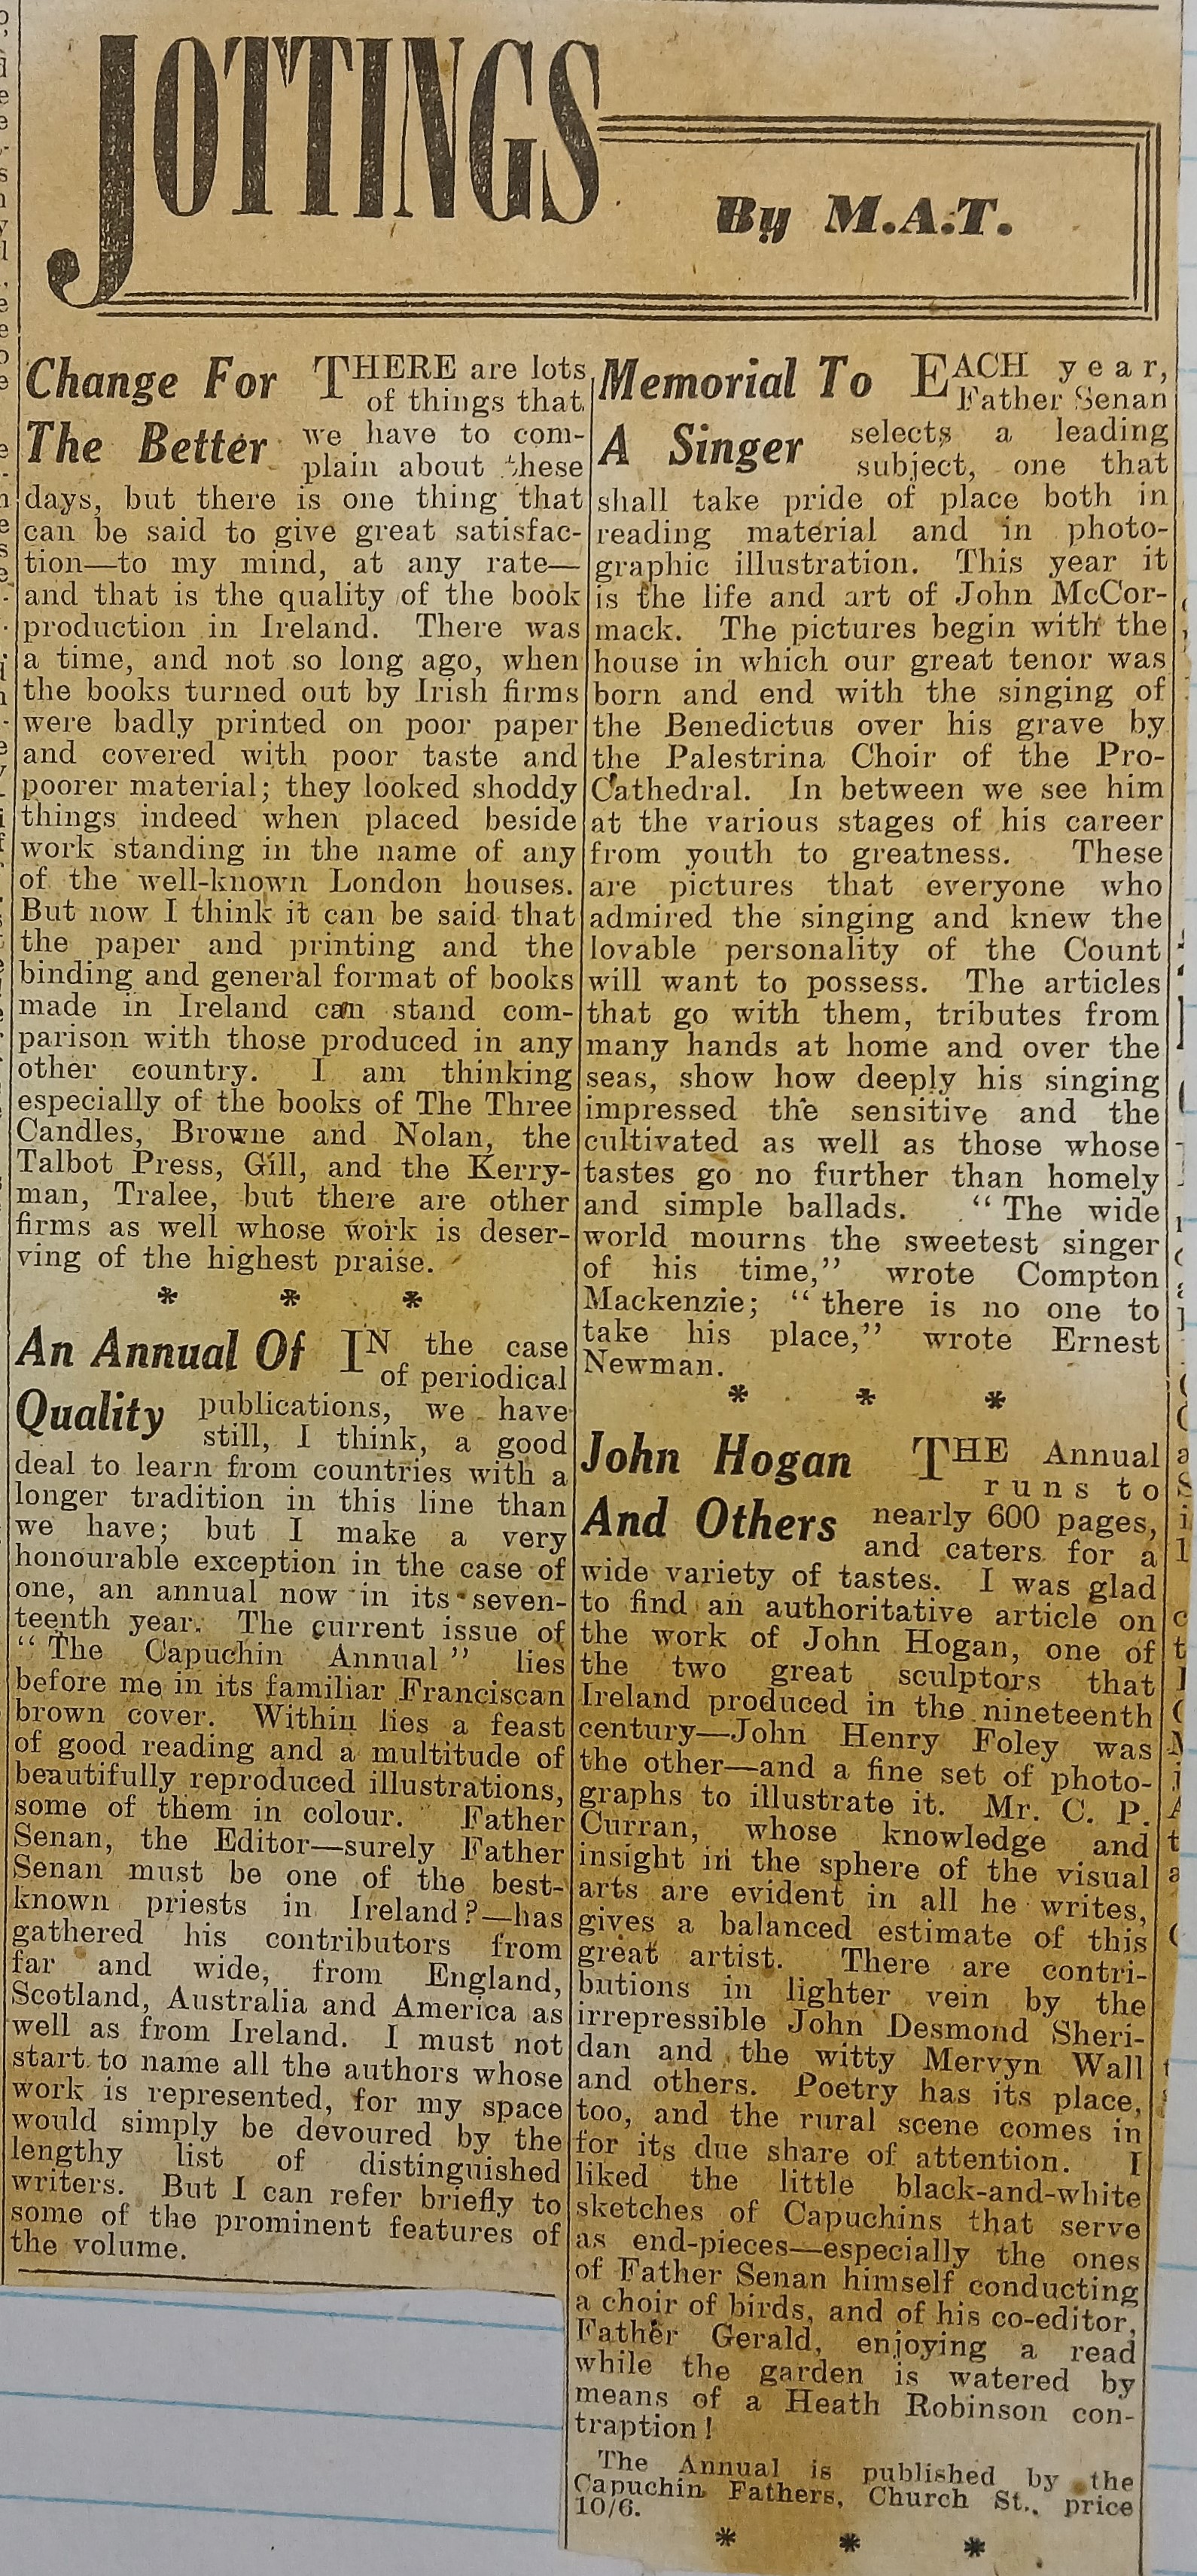 JOTTINGS
By M.A.T.
Change For
The Better
THERE are lots
of things that
we have to com-
plain about these
days, but there is one thing that
can be said to give great satisfac-
tion—to my mind, at any rate—
and that is the quality of the book
production in Ireland. There was
a time, and not so long ago, when
the books turned out by Irish firms
were badly printed on poor paper
and covered with poor taste and
poorer material; they looked shoddy
things indeed when placed beside
work standing in the name of any
of the well-known London houses.
But now I think it can be said that
the paper and printing and the
binding and general format of books
made in Ireland can stand com-
parison with those produced in any
other country. I am thinking
especially of the books of The Three
Candles, Browne and Nolan, the
Talbot Press, Gill, and the Kerry-
man, Tralee, but there are other
firms as well whose work is deser-
ving of the highest praise.
* * *
An Annual Of
Quality
IN the case
of periodical
publications, we have
still, I think, a good
deal to learn from countries with a
longer tradition in this line than
we have; but I make a very
honourable exception in the case of
one, an annual now in its seven-
teenth year. The current issue of
“The Capuchin Annual” lies
before me in its familiar Franciscan
brown cover. Within lies a feast
of good reading and a multitude of
beautifully reproduced illustrations,
some of them in colour. Father
Senan, the Editor—surely Father
Senan must be one of the best-
known priests in Ireland?—has
gathered his contributors from
far and wide, from England,
Scotland, Australia and America as
well as from Ireland. I must not
start to name all the authors whose
work is represented, for my space
would simply be devoured by the
lengthy list of distinguished
writers. But I can refer briefly to
some of the prominent features of
the volume.
Memorial To
A Singer
EACH year,
Father Senan
selects a leading
subject, one that
shall take pride of place both in
reading material and in photo-
graphic illustration. This year it
is the life and art of John McCor-
mack. The pictures begin with the
house in which our great tenor was
born and end with the singing of
the Benedictus over his grave by
the Palestrina Choir of the Pro-
Cathedral. In between we see him
at the various stages of his career
from youth to greatness. These
are pictures that everyone who
admired the singing and knew the
lovable personality of the Count
will want to possess. The articles
that go with them, tributes from
many hands at home and over the
seas, show how deeply his singing
impressed the sensitive and the
cultivated as well as those whose
tastes go no further than homely
and simple ballads. “The wide
world mourns the sweetest singer
of his time,” wrote Compton
Mackenzie; “there is no one to
take his place,” wrote Ernest
Newman.
* * *
John Hogan
And Others
THE Annual
runs to
nearly 600 pages,
and caters for a
wide variety of tastes. I was glad
to find an authoritative article on
the work of John Hogan, one of
the two great sculptors that
Ireland produced in the nineteenth
century—John Henry Foley was
the other—and a fine set of photo-
graphs to illustrate it. Mr. C. P.
Curran, whose knowledge and
insight in the sphere of the visual
arts are evident in all he writes,
gives a balanced estimate of this
great artist. There are contri-
butions in lighter vein by the
irrepressible John Desmond Sheri-
dan and the witty Mervyn Wall
and others. Poetry has its place,
too, and the rural scene comes in
for its due share of attention. I
liked the little black-and-white
sketches of Capuchins that serve
as end-pieces—especially the ones
of Father Senan himself conducting
a choir of birds, and of his co-editor,
Father Gerald, enjoying a read
while the garden is watered by
means of a Heath Robinson con-
traption!
The Annual is published by the
Capuchin Fathers, Church St., price
10/6.
* * *